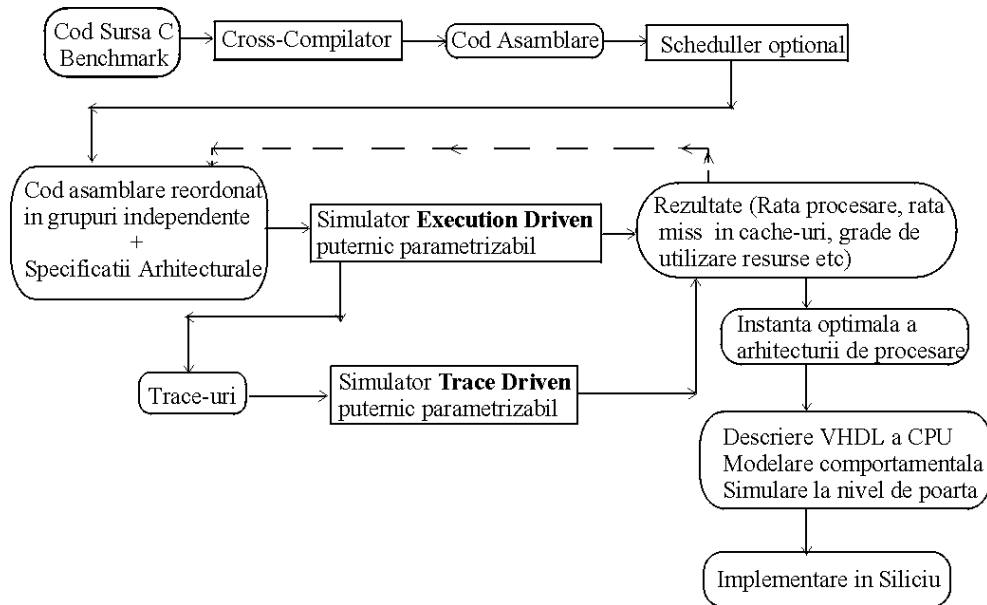 Cod Sursa C
Benchmark
Cross-Compilator
Cod Asamblare
Scheduller optional
Cod asamblare reordonat
in grupuri independente
+
Specificatii Arhitecturale
Simulator Execution Driven
puternic parametrizabil
Rezultate (Rata procesare, rata
miss in cache-uri, grade de
utilizare resurse etc)
Instanta optimala a
arhitecturii de procesare
Trace-uri
Simulator Trace Driven
puternic parametrizabil
Descriere VHDL a CPU
Modelare comportamentala
Simulare la nivel de poarta
Implementare in Siliciu